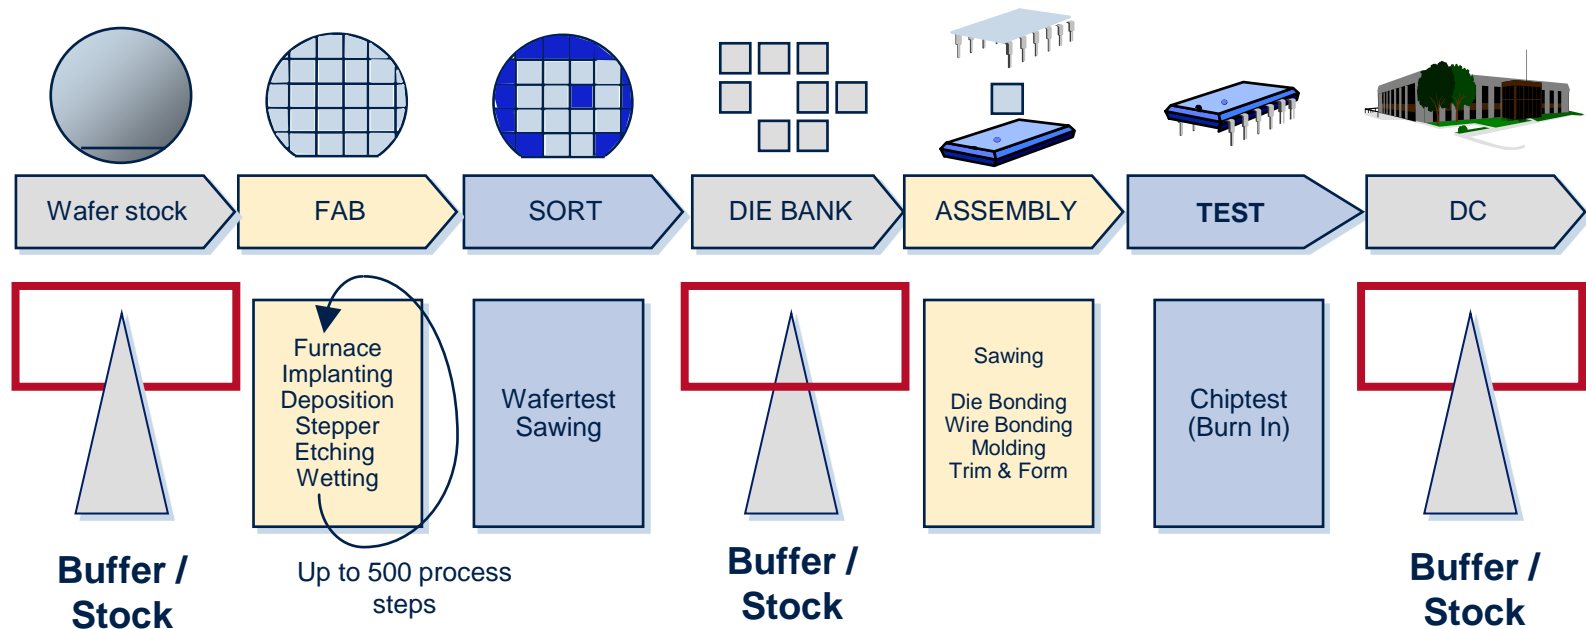 Wafer stock
FAB
SORT
DIE BANK
ASSEMBLY
TEST
DC
Furnace
Implanting
Deposition
Stepper
Etching
Wetting
Wafertest
Sawing
Sawing
Die Bonding
Wire Bonding
Molding
Trim & Form
Chiptest
(Burn In)
Buffer /
Stock
Up to 500 process
steps
Buffer /
Stock
Buffer /
Stock